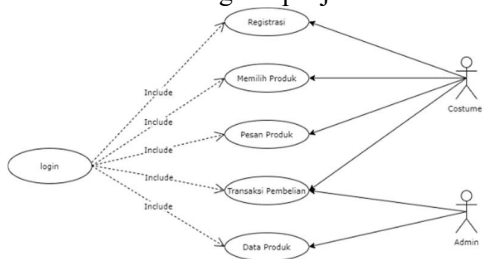 Registrasi
Include
Memilih Produk
Include
Costume
Include
Pesan Produk
login
Include
Transaksi Pembelian
Include
Data Produk
Admin